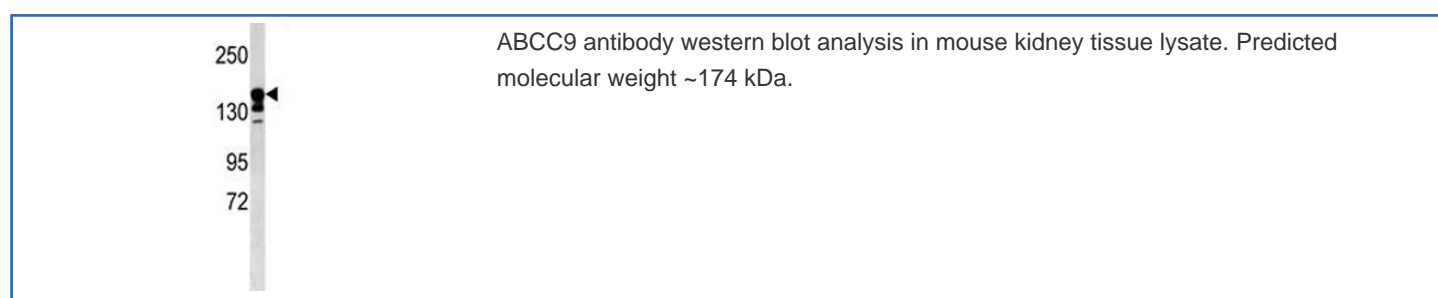 250
130
95
72
ABCC9 antibody western blot analysis in mouse kidney tissue lysate. Predicted
molecular weight ~174 kDa.